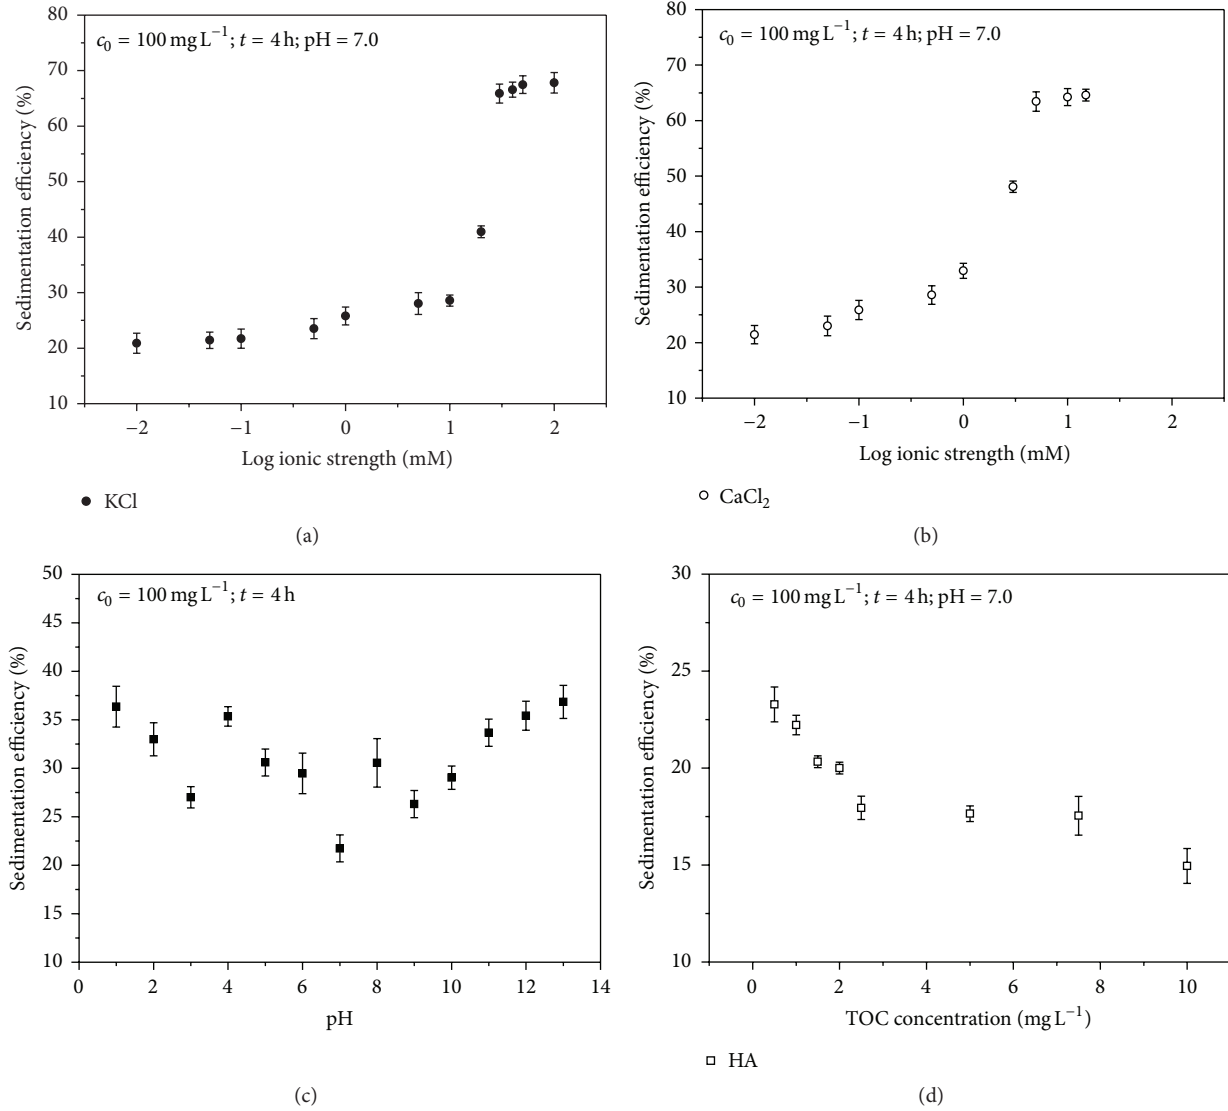 80
70
60
50
40
30
20
10
Sedimentation efficiency (%)
c₀ = 100 mg L⁻¹; t = 4 h; pH = 7.0
−2 −1 0 1 2
Log ionic strength (mM)
KCl
(a)
80
70
60
50
40
30
20
10
Sedimentation efficiency (%)
c₀ = 100 mg L⁻¹; t = 4 h; pH = 7.0
−2 −1 0 1 2
Log ionic strength (mM)
CaCl₂
(b)
50
45
40
35
30
25
20
15
10
Sedimentation efficiency (%)
c₀ = 100 mg L⁻¹; t = 4 h
0 2 4 6 8 10 12 14
pH
(c)
30
25
20
15
10
Sedimentation efficiency (%)
c₀ = 100 mg L⁻¹; t = 4 h; pH = 7.0
0 2 4 6 8 10
TOC concentration (mg L⁻¹)
HA
(d)